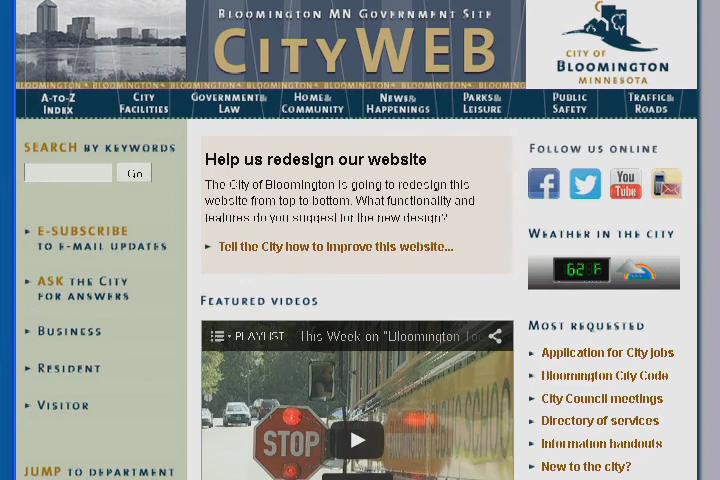 Bloomington MN Government Site
CityWEB
City of
Bloomington
Minnesota
BLOOMINGTON BLOOMINGTON BLOOMINGTON BLOOMINGTON BLOOMINGTON BLOOMINGTON
A-to-Z
Index
City
Facilities
Government&
Law
Home&
Community
News&
Happenings
Parks&
Leisure
Public
Safety
Traffic&
Roads
Search by keywords
Go
E-Subscribe
to e-mail updates
Ask the City
for answers
Business
Resident
Visitor
Jump to department
Help us redesign our website
The City of Bloomington is going to redesign this
website from top to bottom. What functionality and
features do you suggest for the new design?
Tell the City how to improve this website...
Featured videos
PLAYLIST This Week on "Bloomington
STOP
Follow us online
You
Tube
Weather in the city
62 F
Most requested
Application for City jobs
Bloomington City Code
City Council meetings
Directory of services
Information handouts
New to the city?